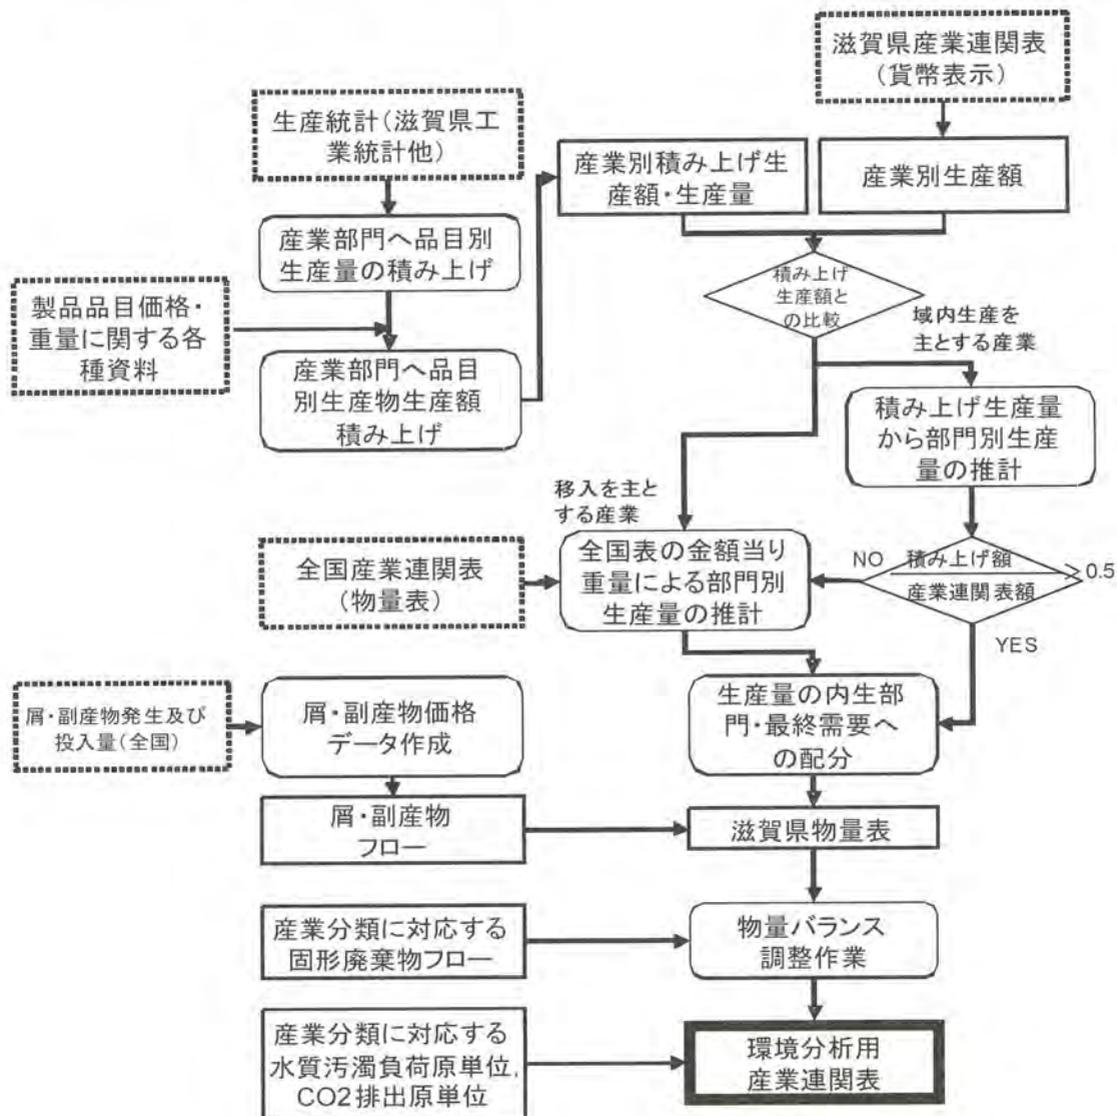 滋賀県産業連関表
(貨幣表示)
生産統計(滋賀県工
業統計他)
産業別積み上げ生
産額・生産量
産業別生産額
産業部門へ品目別
生産量の積み上げ
積み上げ
生産額と
の比較
製品品目価格・
重量に関する各
種資料
域内生産を
主とする産業
産業部門へ品目
別生産物生産額
積み上げ
積み上げ生産量
から部門別生産
量の推計
移入を主と
する産業
全国産業連関表
(物量表)
全国表の金額当り
重量による部門別
生産量の推計
NO
積み上げ額
産業連関表額
≧0.5
YES
屑・副産物発生及び
投入量(全国)
屑・副産物価格
データ作成
生産量の内生部
門・最終需要へ
の配分
屑・副産物
フロー
滋賀県物量表
産業分類に対応する
固形廃棄物フロー
物量バランス
調整作業
産業分類に対応する
水質汚濁負荷原単位,
CO2排出原単位
環境分析用
産業連関表